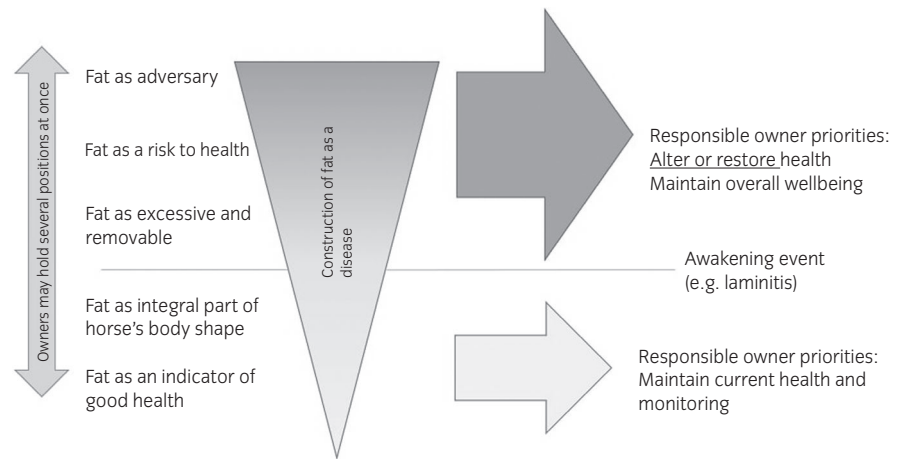 Owners may hold several positions at once
Fat as adversary
Fat as a risk to health
Fat as excessive and
removable
Fat as integral part of
horse's body shape
Fat as an indicator of
good health
Construction of fat as a
disease
Responsible owner priorities:
Alter or restore health
Maintain overall wellbeing
Awakening event
(e.g. laminitis)
Responsible owner priorities:
Maintain current health and
monitoring